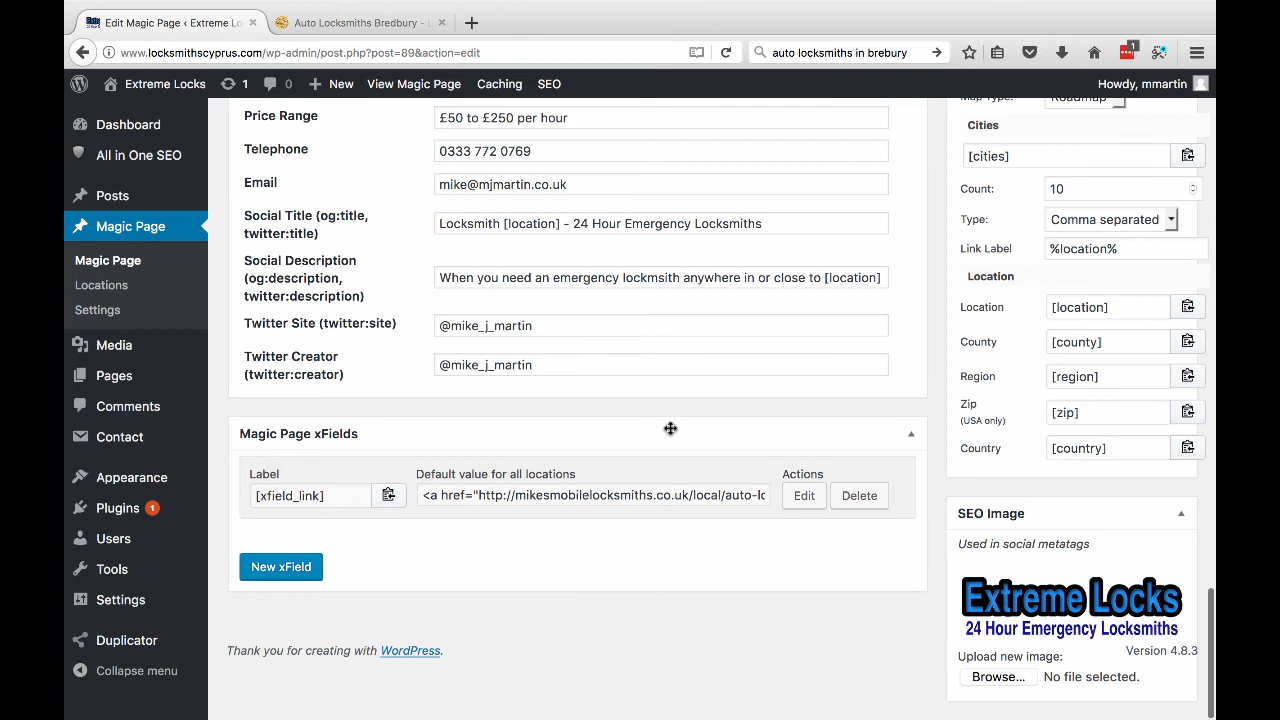 Edit Magic Page ‹ Extreme Lo
Auto Locksmiths Bredbury - L
www.locksmithscyprus.com/wp-admin/post.php?post=89&action=edit
auto locksmiths in brebury
1
Extreme Locks
1
0
New
View Magic Page
Caching
SEO
Howdy, mmartin
Dashboard
All in One SEO
Posts
Magic Page
Magic Page
Locations
Settings
Media
Pages
Comments
Contact
Appearance
Plugins 1
Users
Tools
Settings
Duplicator
Collapse menu
Price Range
£50 to £250 per hour
Telephone
0333 772 0769
Email
mike@mjmartin.co.uk
Social Title (og:title,
twitter:title)
Locksmith [location] - 24 Hour Emergency Locksmiths
Social Description
(og:description,
twitter:description)
When you need an emergency lockmsith anywhere in or close to [location]
Twitter Site (twitter:site)
@mike_j_martin
Twitter Creator
(twitter:creator)
@mike_j_martin
Magic Page xFields
Label
Default value for all locations
Actions
[xfield_link]
<a href="http://mikesmobilelocksmiths.co.uk/local/auto-lo
Edit
Delete
New xField
Thank you for creating with WordPress.
Version 4.8.3
Map Type:
Roadmap
Cities
[cities]
Count:
10
Type:
Comma separated
Link Label
%location%
Location
Location
[location]
County
[county]
Region
[region]
Zip
(USA only)
[zip]
Country
[country]
SEO Image
Used in social metatags
Extreme Locks
24 Hour Emergency Locksmiths
Upload new image:
Browse...
No file selected.